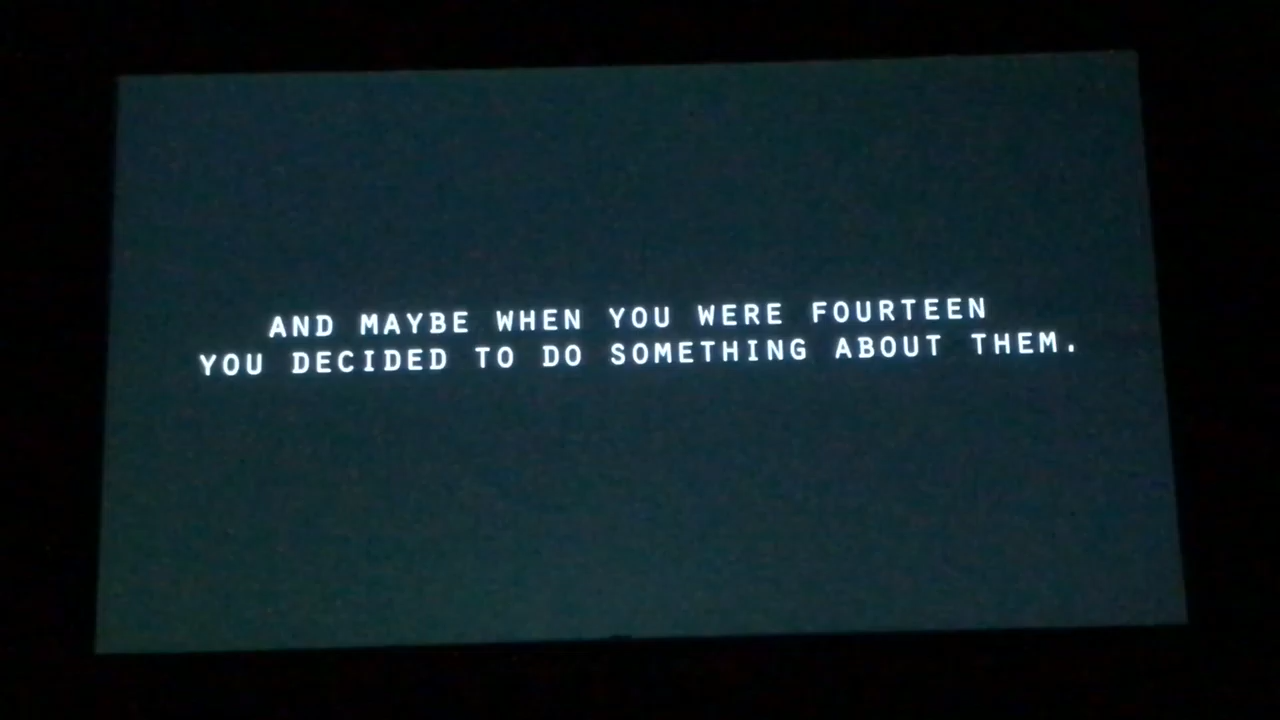 AND MAYBE WHEN YOU WERE FOURTEEN
YOU DECIDED TO DO SOMETHING ABOUT THEM.